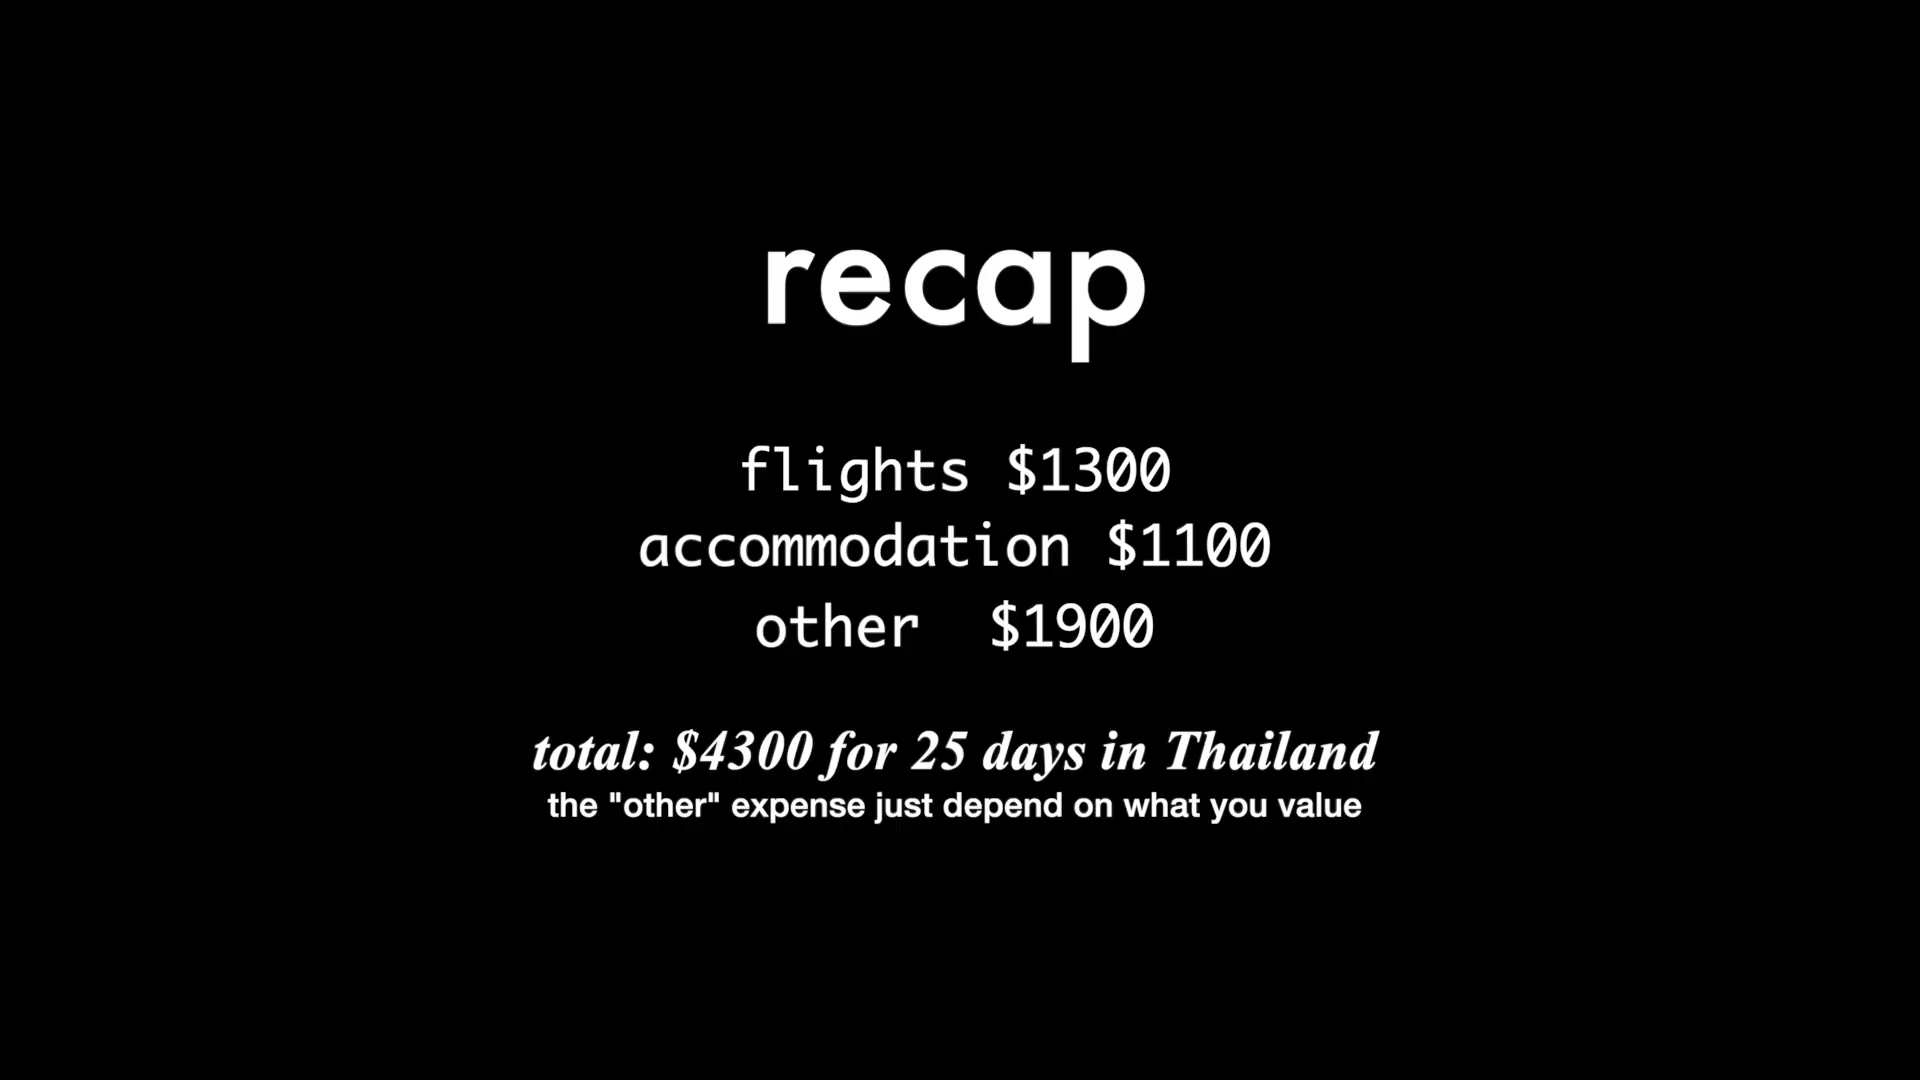 recap
flights $1300
accommodation $1100
other $1900
total: $4300 for 25 days in Thailand
the "other" expense just depend on what you value